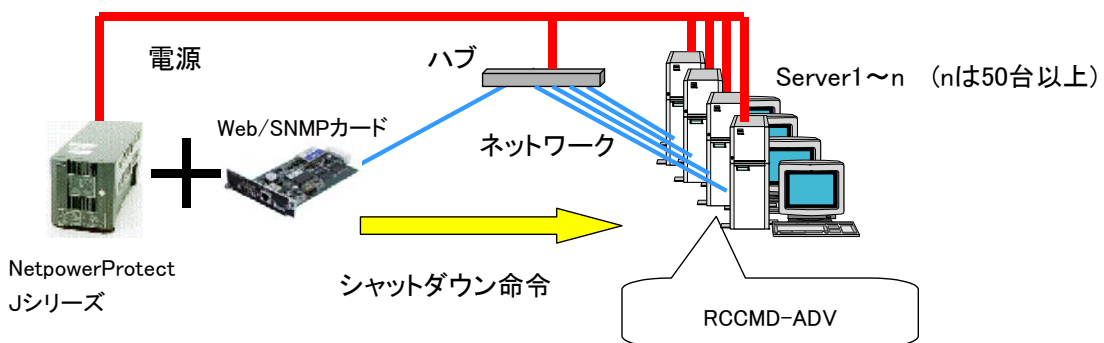 電源
ハブ
Server1～n　(nは50台以上)
Web/SNMPカード
ネットワーク
NetpowerProtect
Jシリーズ
シャットダウン命令
RCCMD-ADV